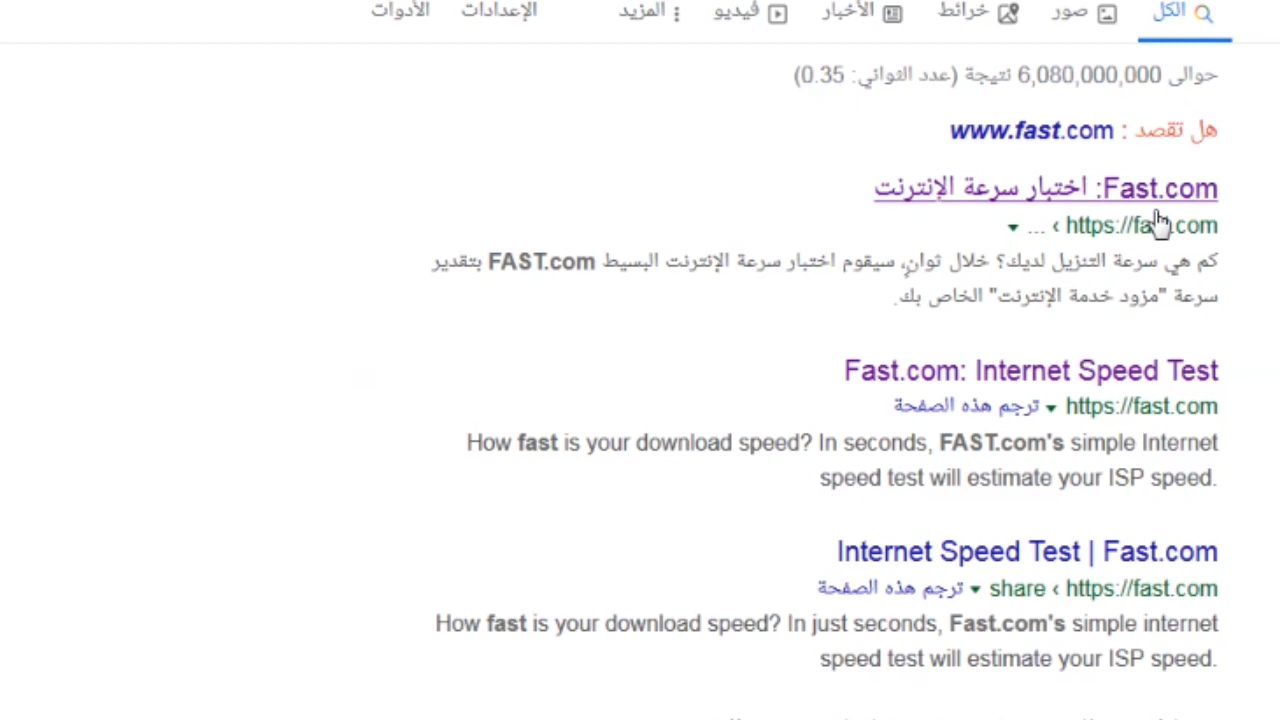 الكل صور خرائط الأخبار فيديو المزيد الإعدادات الأدوات
حوالى 6,080,000,000 نتيجة (عدد الثواني: 0.35)
هل تقصد : www.fast.com
Fast.com: اختبار سرعة الإنترنت
https://fast.com › ...
كم هي سرعة التنزيل لديك؟ خلال ثوانٍ، سيقوم اختبار سرعة الإنترنت البسيط FAST.com بتقدير
سرعة "مزود خدمة الإنترنت" الخاص بك.
Fast.com: Internet Speed Test
https://fast.com ترجم هذه الصفحة
How fast is your download speed? In seconds, FAST.com's simple Internet
speed test will estimate your ISP speed.
Internet Speed Test | Fast.com
https://fast.com › share ترجم هذه الصفحة
How fast is your download speed? In just seconds, Fast.com's simple internet
speed test will estimate your ISP speed.